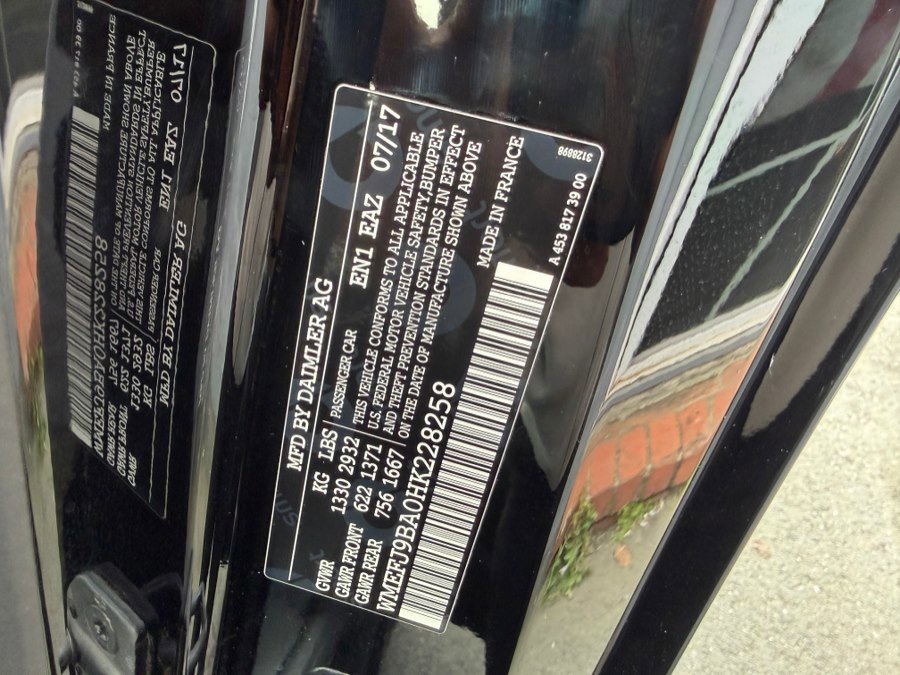 MFD BY DAIMLER AG EN1 EAZ 07/17
KG LBS
GVWR 1330 2932
GAWR FRONT 622 1371
GAWR REAR 756 1667
PASSENGER CAR
THIS VEHICLE CONFORMS TO ALL APPLICABLE
U.S. FEDERAL MOTOR VEHICLE SAFETY,BUMPER
AND THEFT PREVENTION STANDARDS IN EFFECT
ON THE DATE OF MANUFACTURE SHOWN ABOVE
WMEFJ9BA0HK228258
MADE IN FRANCE
A 453 817 39 00
3128898